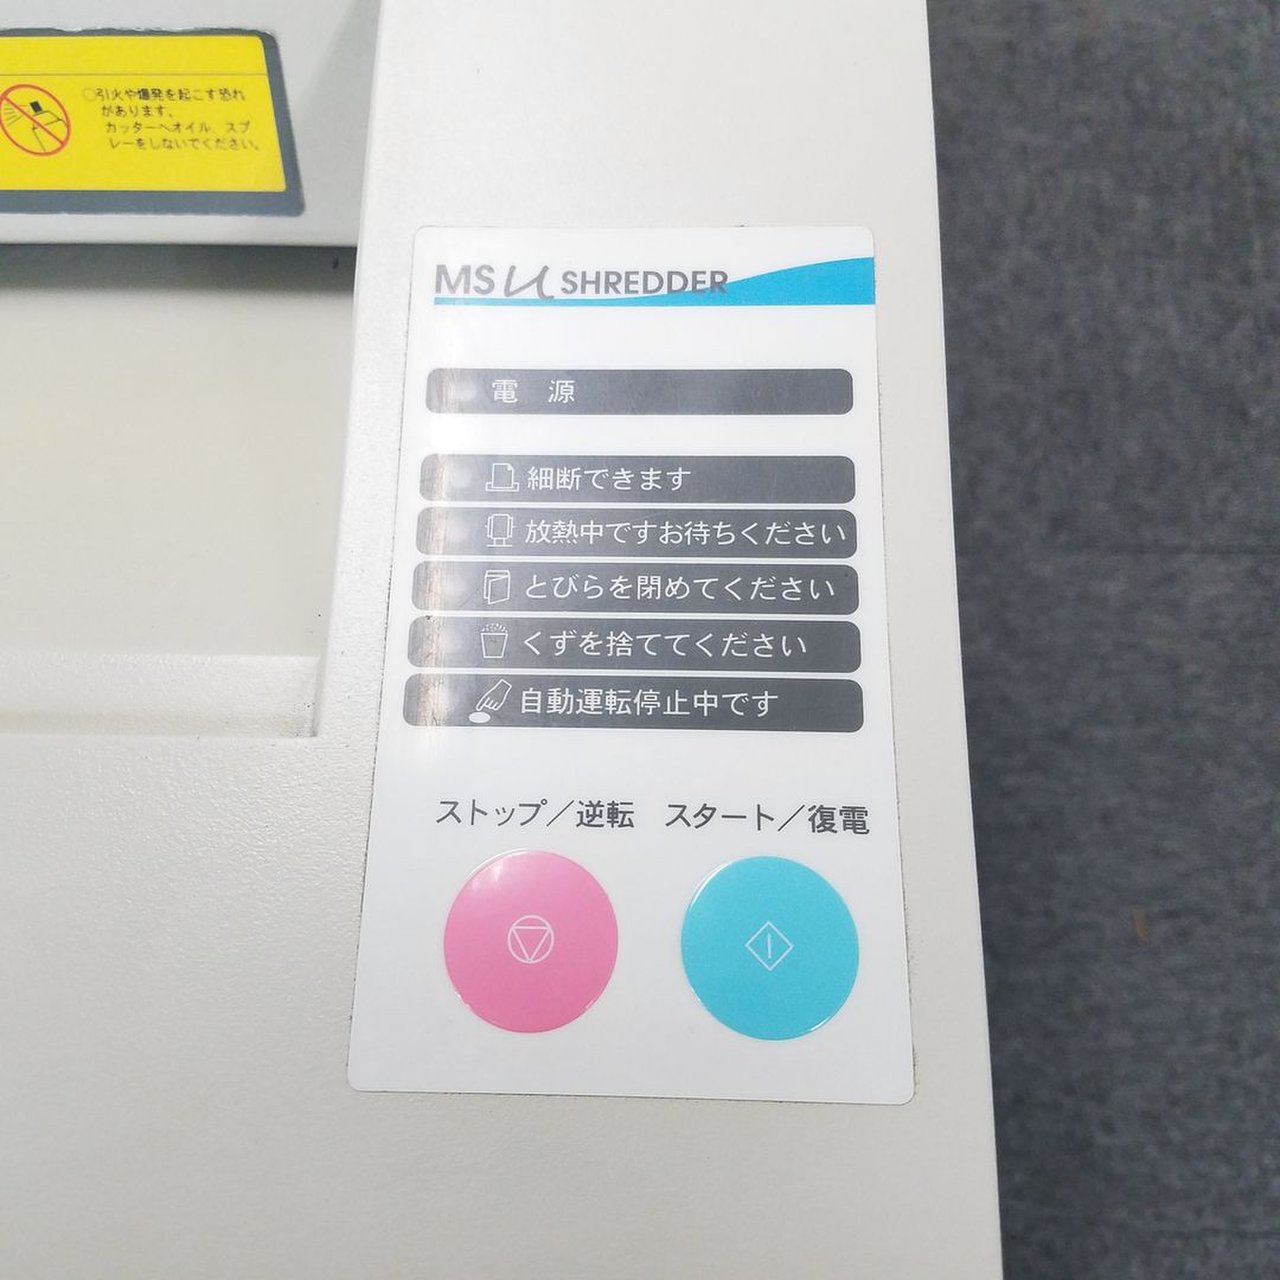 ○引火や爆発を起こす恐れ
があります。
カッターへオイル、スプ
レーをしないでください。
MS u SHREDDER
電 源
細断できます
放熱中ですお待ちください
とびらを閉めてください
くずを捨ててください
自動運転停止中です
ストップ／逆転 スタート／復電